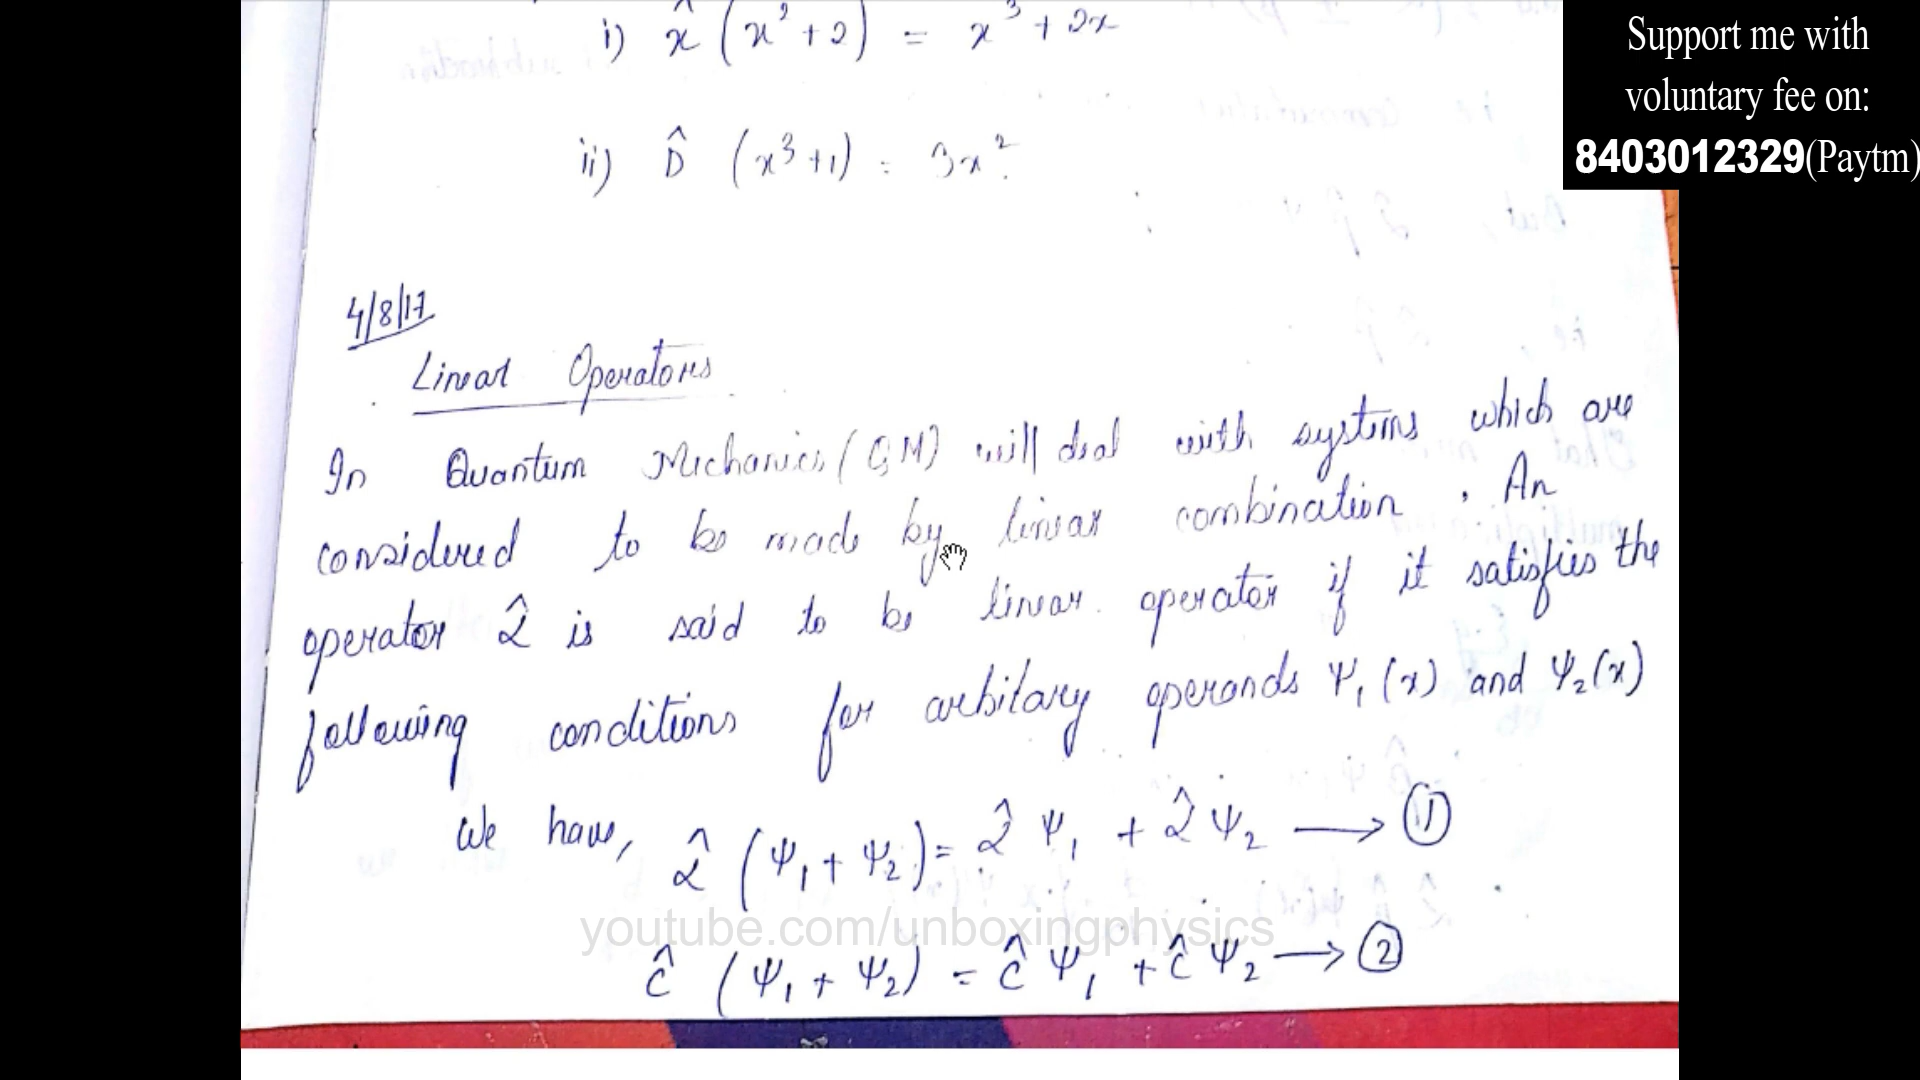 i) x̂ (x² + 2) = x³ + 2x
ii) D̂ (x³ + 1) = 3x².
4/8/17
Linear Operators
In Quantum Mechanics (QM) will deal with systems which are
considered to be made by linear combination. An
operator α̂ is said to be linear operator if it satisfies the
following conditions for arbitary operands Ψ₁(x) and Ψ₂(x)
We have, α̂ (Ψ₁ + Ψ₂) = α̂ Ψ₁ + α̂ Ψ₂ → ①
ĉ (Ψ₁ + Ψ₂) = ĉ Ψ₁ + ĉ Ψ₂ → ②
youtube.com/unboxingphysics
Support me with
voluntary fee on:
8403012329(Paytm)